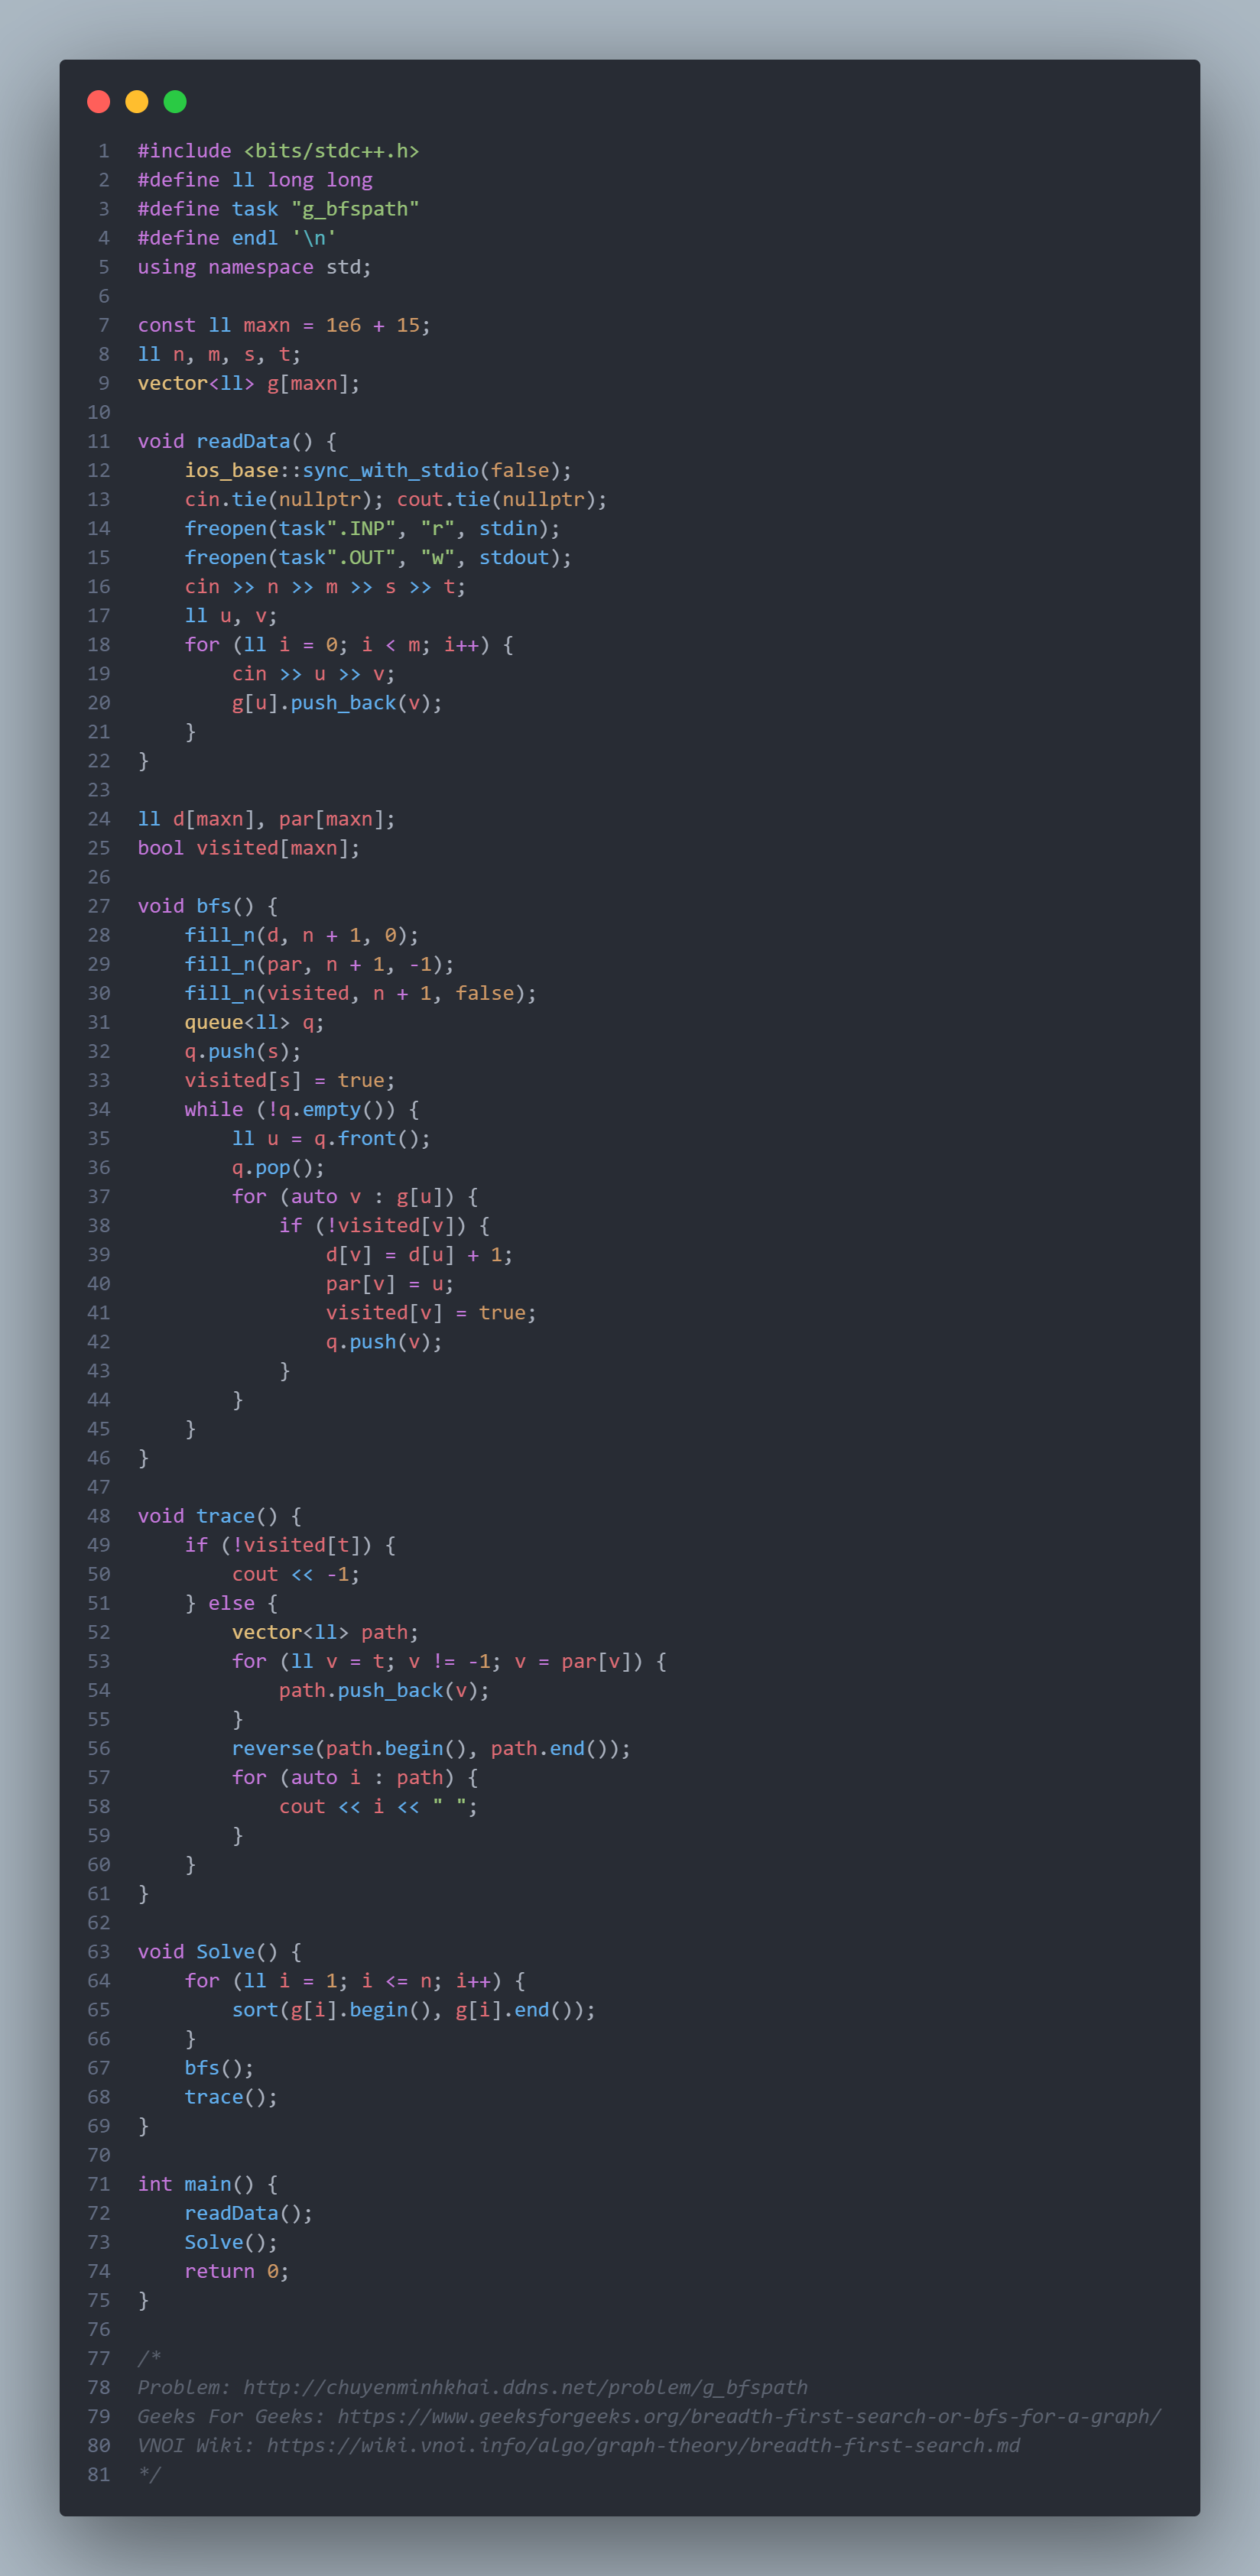 1 #include <bits/stdc++.h>
2 #define ll long long
3 #define task "g_bfspath"
4 #define endl '\n'
5 using namespace std;
6
7 const ll maxn = 1e6 + 15;
8 ll n, m, s, t;
9 vector<ll> g[maxn];
10
11 void readData() {
12     ios_base::sync_with_stdio(false);
13     cin.tie(nullptr); cout.tie(nullptr);
14     freopen(task".INP", "r", stdin);
15     freopen(task".OUT", "w", stdout);
16     cin >> n >> m >> s >> t;
17     ll u, v;
18     for (ll i = 0; i < m; i++) {
19         cin >> u >> v;
20         g[u].push_back(v);
21     }
22 }
23
24 ll d[maxn], par[maxn];
25 bool visited[maxn];
26
27 void bfs() {
28     fill_n(d, n + 1, 0);
29     fill_n(par, n + 1, -1);
30     fill_n(visited, n + 1, false);
31     queue<ll> q;
32     q.push(s);
33     visited[s] = true;
34     while (!q.empty()) {
35         ll u = q.front();
36         q.pop();
37         for (auto v : g[u]) {
38             if (!visited[v]) {
39                 d[v] = d[u] + 1;
40                 par[v] = u;
41                 visited[v] = true;
42                 q.push(v);
43             }
44         }
45     }
46 }
47
48 void trace() {
49     if (!visited[t]) {
50         cout << -1;
51     } else {
52         vector<ll> path;
53         for (ll v = t; v != -1; v = par[v]) {
54             path.push_back(v);
55         }
56         reverse(path.begin(), path.end());
57         for (auto i : path) {
58             cout << i << " ";
59         }
60     }
61 }
62
63 void Solve() {
64     for (ll i = 1; i <= n; i++) {
65         sort(g[i].begin(), g[i].end());
66     }
67     bfs();
68     trace();
69 }
70
71 int main() {
72     readData();
73     Solve();
74     return 0;
75 }
76
77 /*
78 Problem: http://chuyenminhkhai.ddns.net/problem/g_bfspath
79 Geeks For Geeks: https://www.geeksforgeeks.org/breadth-first-search-or-bfs-for-a-graph/
80 VNOI Wiki: https://wiki.vnoi.info/algo/graph-theory/breadth-first-search.md
81 */